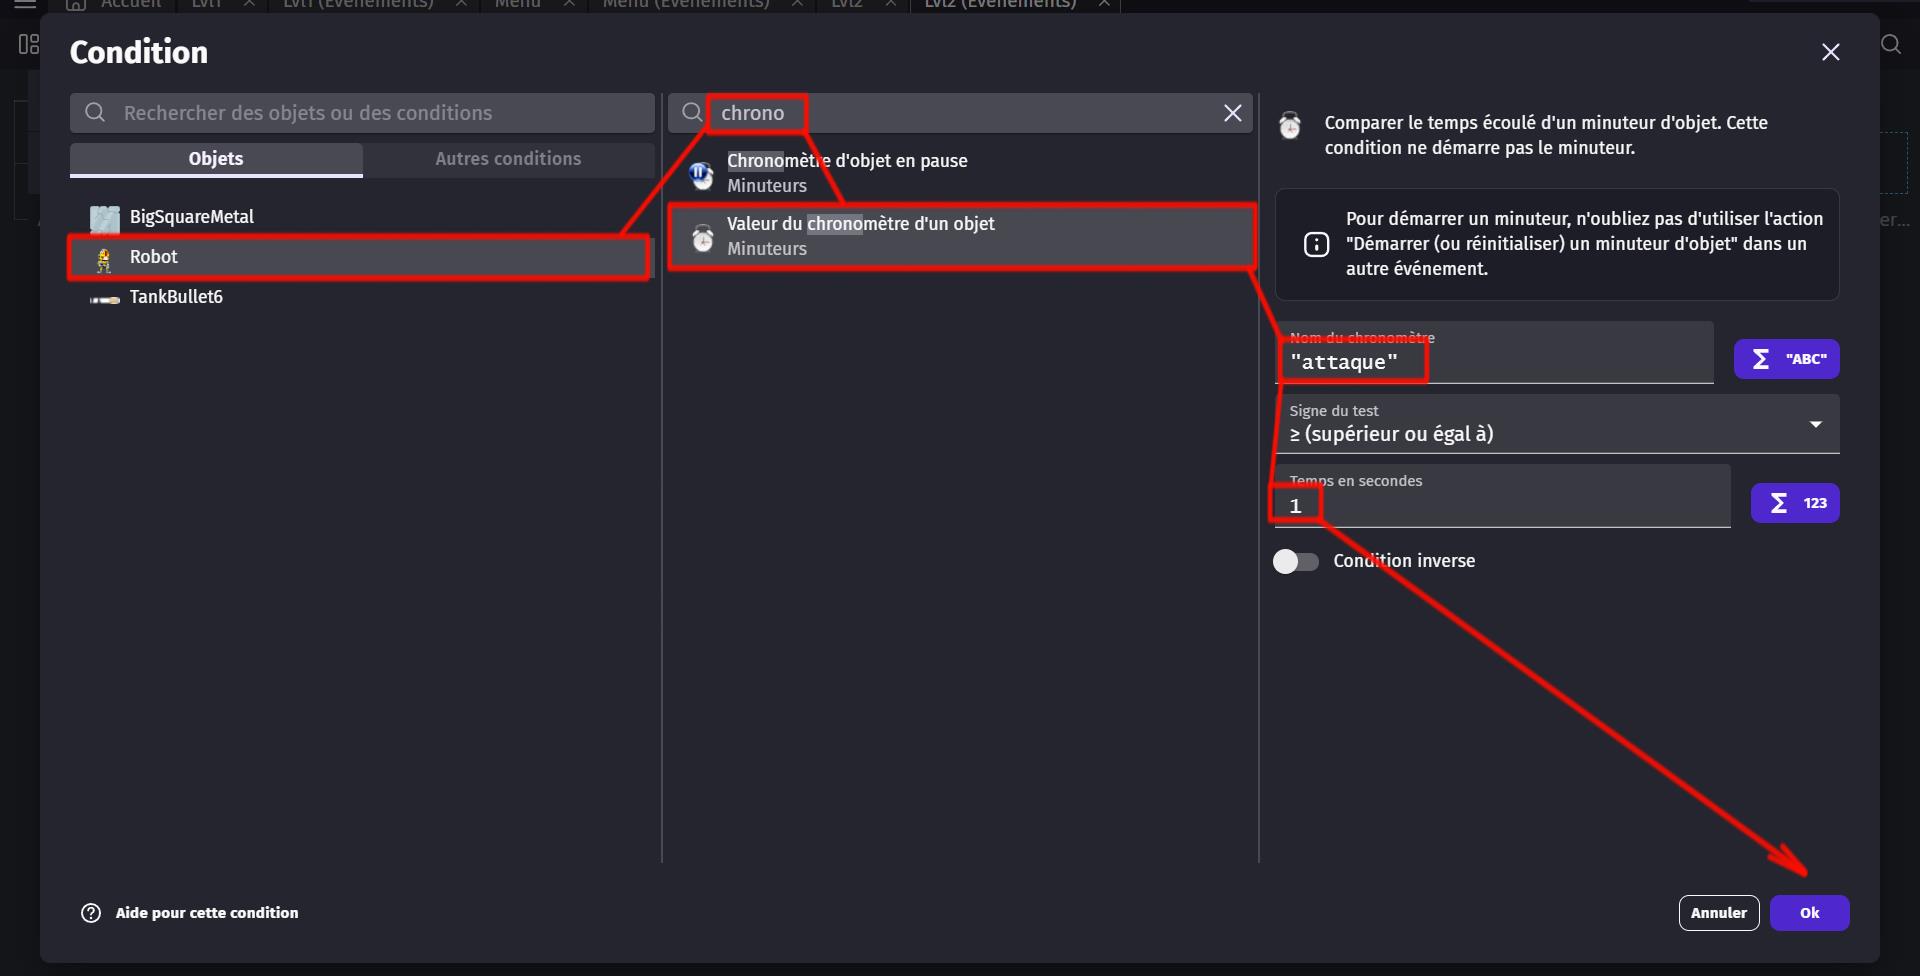 Accueil
Lvl1
Lvl1 (Événements)
Menu
Menu (Événements)
Lvl2
Lvl2 (Événements)
Condition
Rechercher des objets ou des conditions
Objets
Autres conditions
BigSquareMetal
Robot
TankBullet6
chrono
Chronomètre d'objet en pause
Minuteurs
Valeur du chronomètre d'un objet
Minuteurs
Comparer le temps écoulé d'un minuteur d'objet. Cette
condition ne démarre pas le minuteur.
Pour démarrer un minuteur, n'oubliez pas d'utiliser l'action
"Démarrer (ou réinitialiser) un minuteur d'objet" dans un
autre événement.
Nom du chronomètre
"attaque"
Σ "ABC"
Signe du test
≥ (supérieur ou égal à)
Temps en secondes
1
Σ 123
Condition inverse
Aide pour cette condition
Annuler
Ok